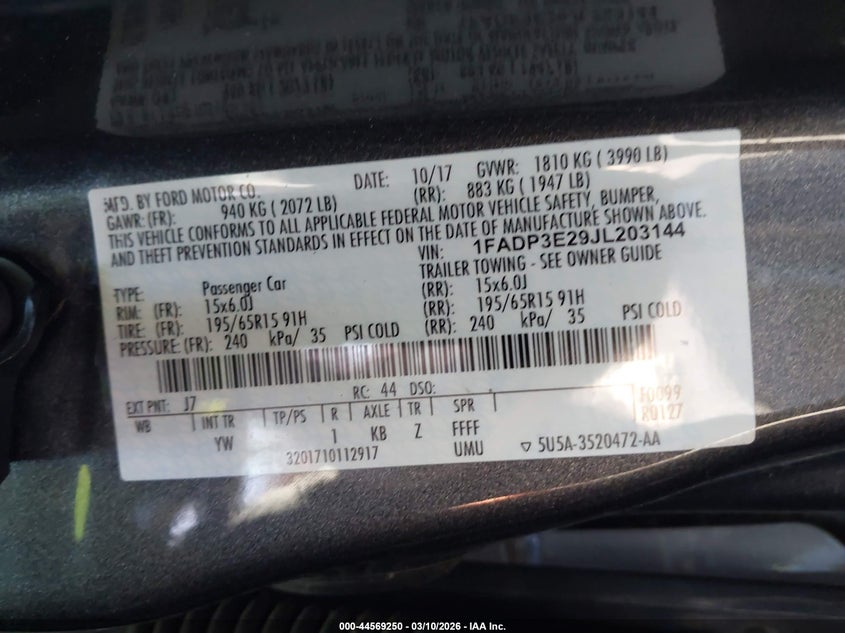 MFD. BY FORD MOTOR CO. DATE: 10/17 GVWR: 1810 KG ( 3990 LB)
GAWR: (FR): 940 KG ( 2072 LB) (RR): 883 KG ( 1947 LB)
THIS VEHICLE CONFORMS TO ALL APPLICABLE FEDERAL MOTOR VEHICLE SAFETY, BUMPER,
AND THEFT PREVENTION STANDARDS IN EFFECT ON THE DATE OF MANUFACTURE SHOWN ABOVE.
VIN: 1FADP3E29JL203144
TYPE: Passenger Car TRAILER TOWING - SEE OWNER GUIDE
RIM: (FR): 15x6.0J (RR): 15x6.0J
TIRE: (FR): 195/65R15 91H (RR): 195/65R15 91H
PRESSURE: (FR): 240 kPa/ 35 PSI COLD (RR): 240 kPa/ 35 PSI COLD
EXT PNT: J7 RC: 44 DSO: F0099
R0127
WB INT TR TP/PS R AXLE TR SPR
YW 1 KB Z FFFF
3201710112917 UMU ▽ 5U5A-3520472-AA
000-44569250 - 03/10/2026 - IAA Inc.